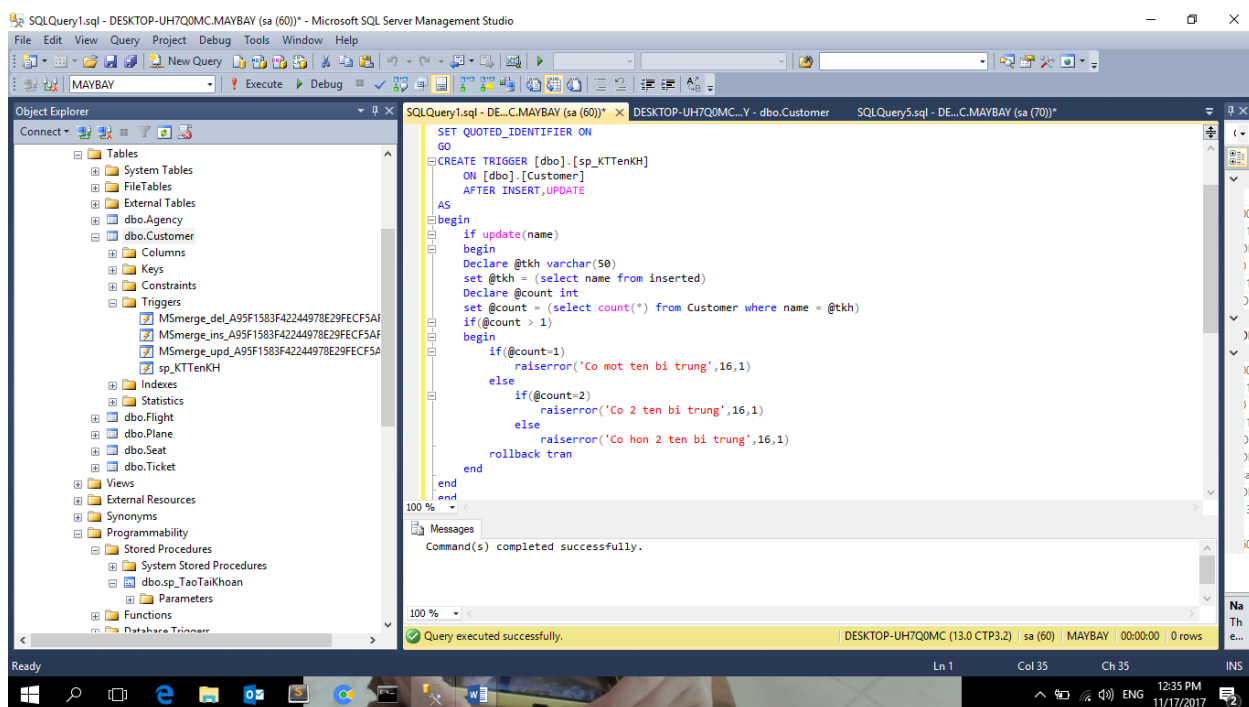 SQLQuery1.sql - DESKTOP-UH7Q0MC.MAYBAY (sa (60))* - Microsoft SQL Server Management Studio
File Edit View Query Project Debug Tools Window Help
New Query
MAYBAY
Execute
Debug
Object Explorer
Connect
Tables
System Tables
FileTables
External Tables
dbo.Agency
dbo.Customer
Columns
Keys
Constraints
Triggers
MSmerge_del_A95F1583F42244978E29FECF5AF
MSmerge_ins_A95F1583F42244978E29FECF5AF
MSmerge_upd_A95F1583F42244978E29FECF5A
sp_KTTenKH
Indexes
Statistics
dbo.Flight
dbo.Plane
dbo.Seat
dbo.Ticket
Views
External Resources
Synonyms
Programmability
Stored Procedures
System Stored Procedures
dbo.sp_TaoTaiKhoan
Parameters
Functions
Database Triggers
SQLQuery1.sql - DE...C.MAYBAY (sa (60))*
DESKTOP-UH7Q0MC...Y - dbo.Customer
SQLQuery5.sql - DE...C.MAYBAY (sa (70))*
SET QUOTED_IDENTIFIER ON
GO
CREATE TRIGGER [dbo].[sp_KTTenKH]
ON [dbo].[Customer]
AFTER INSERT,UPDATE
AS
begin
if update(name)
begin
Declare @tkh varchar(50)
set @tkh = (select name from inserted)
Declare @count int
set @count = (select count(*) from Customer where name = @tkh)
if(@count > 1)
begin
if(@count=1)
raiserror('Co mot ten bi trung',16,1)
else
if(@count=2)
raiserror('Co 2 ten bi trung',16,1)
else
raiserror('Co hon 2 ten bi trung',16,1)
rollback tran
end
end
end
100 %
Messages
Command(s) completed successfully.
100 %
Query executed successfully.
DESKTOP-UH7Q0MC (13.0 CTP3.2)
sa (60)
MAYBAY
00:00:00
0 rows
Na
Th
e...
Ready
Ln 1
Col 35
Ch 35
INS
ENG
12:35 PM
11/17/2017